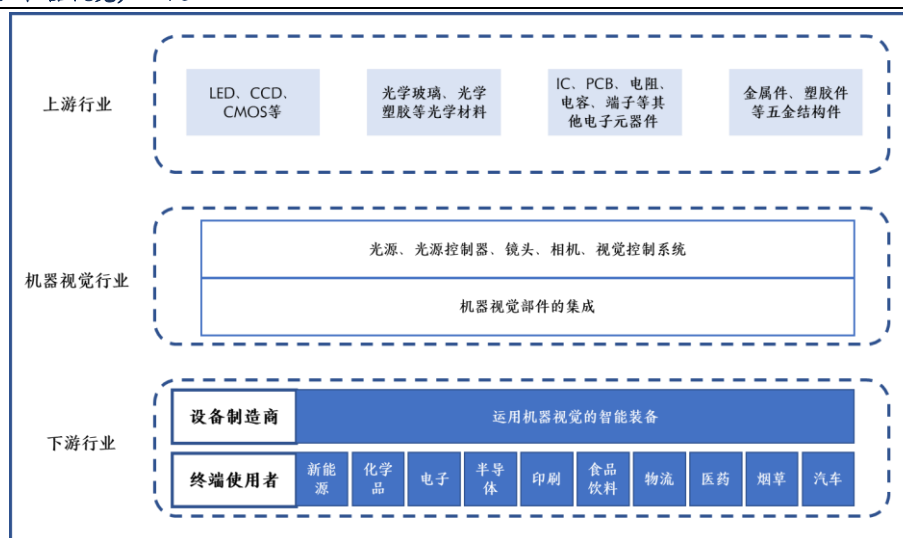 上游行业
LED、CCD、
CMOS等
光学玻璃、光学
塑胶等光学材料
IC、PCB、电阻、
电容、端子等其
他电子元器件
金属件、塑胶件
等五金结构件
机器视觉行业
光源、光源控制器、镜头、相机、视觉控制系统
机器视觉部件的集成
下游行业
设备制造商
运用机器视觉的智能装备
终端使用者
新能
源
化学
品
电子
半导
体
印刷
食品
饮料
物流
医药
烟草
汽车